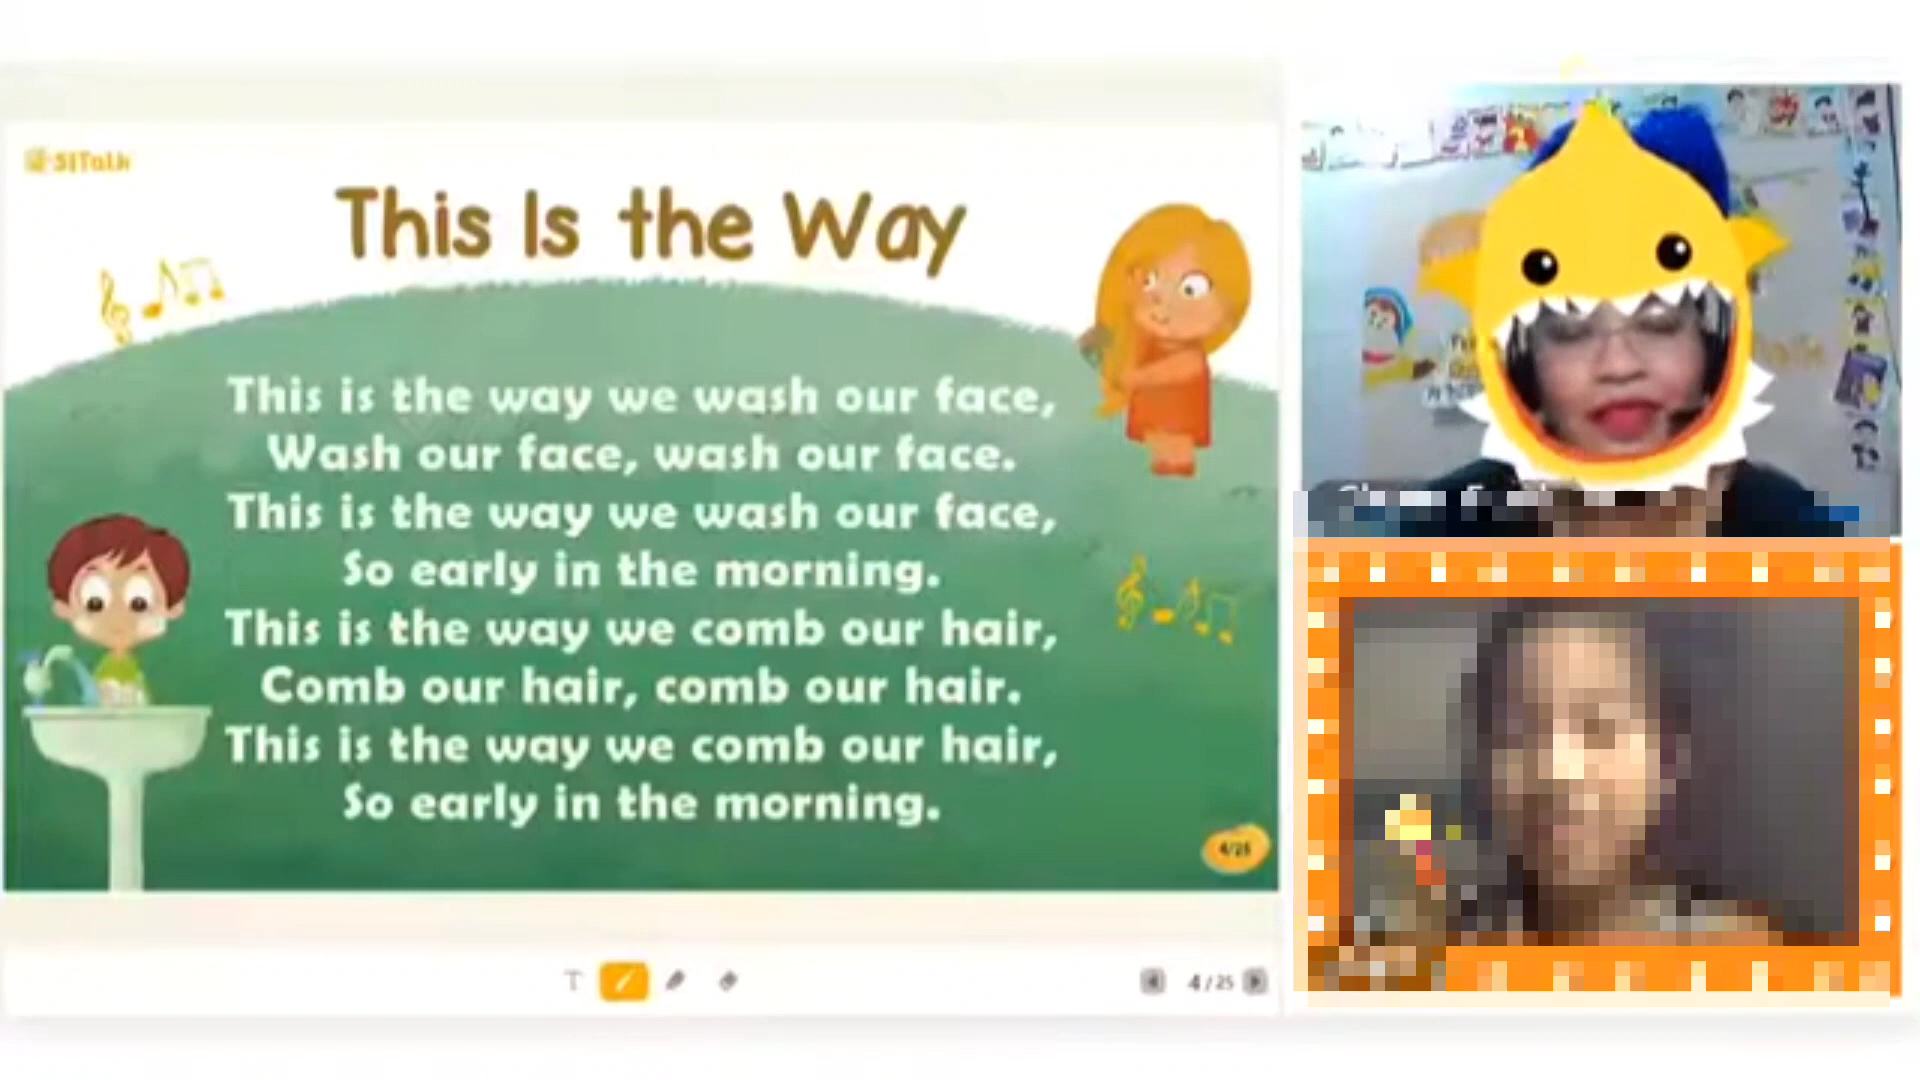 51Talk
This Is the Way
This is the way we wash our face,
Wash our face, wash our face.
This is the way we wash our face,
So early in the morning.
This is the way we comb our hair,
Comb our hair, comb our hair.
This is the way we comb our hair,
So early in the morning.
4/25
T
4/25